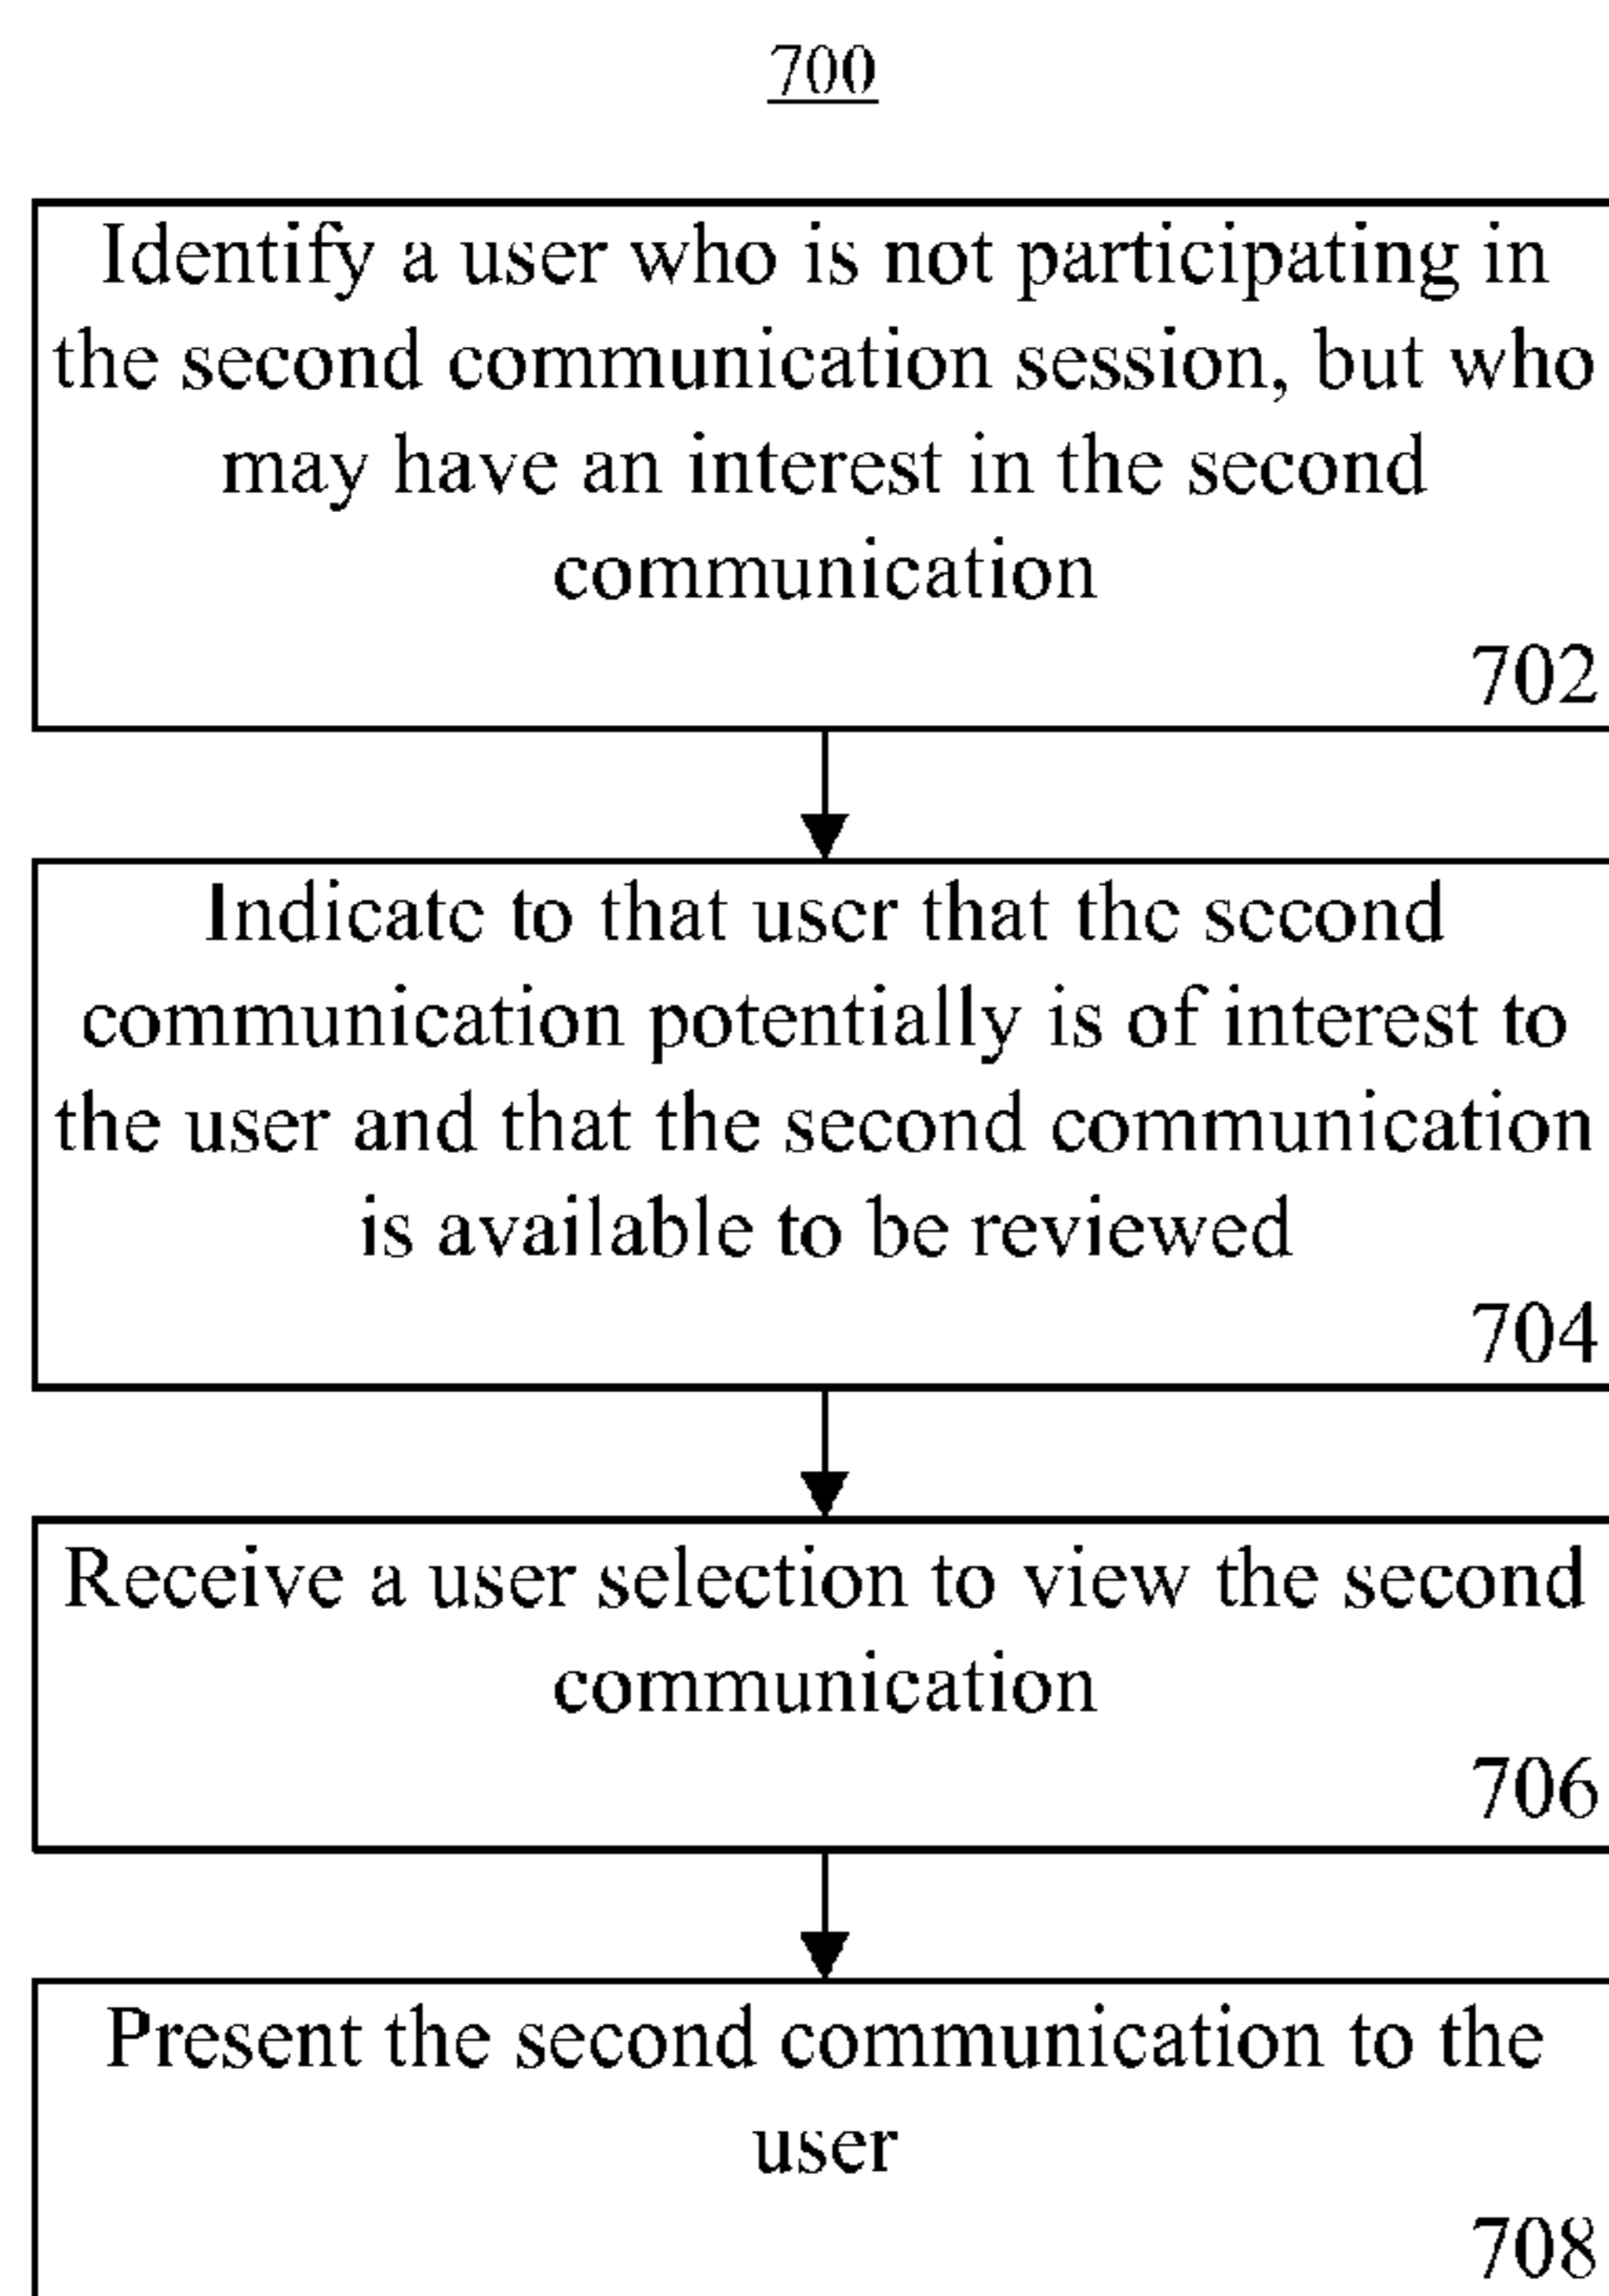 700
Identify a user who is not participating in
the second communication session, but who
may have an interest in the second
communication
702
Indicate to that user that the second
communication potentially is of interest to
the user and that the second communication
is available to be reviewed
704
Receive a user selection to view the second
communication
706
Present the second communication to the
user
708